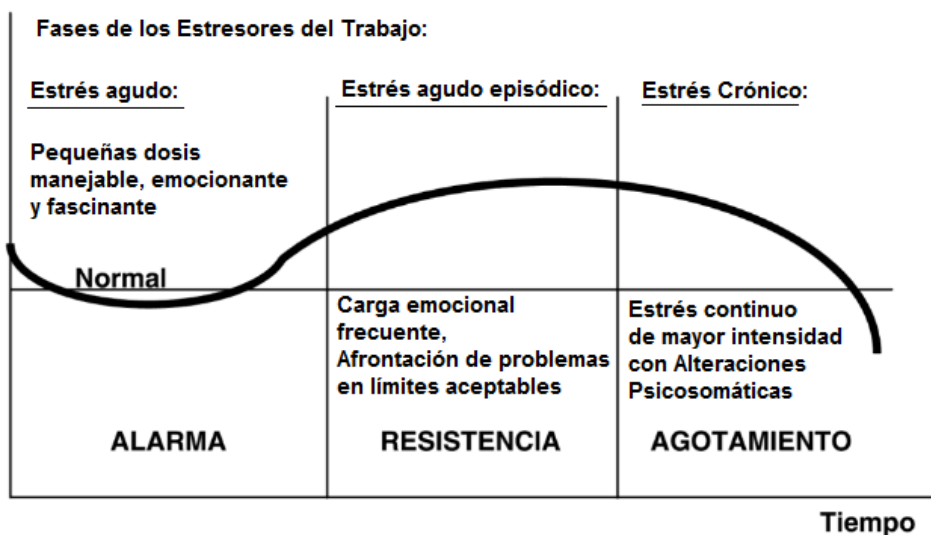 Fases de los Estresores del Trabajo:
Estrés agudo:
Pequeñas dosis
manejable, emocionante
y fascinante
Normal
ALARMA
Estrés agudo episódico:
Carga emocional
frecuente,
Afrontación de problemas
en límites aceptables
RESISTENCIA
Estrés Crónico:
Estrés continuo
de mayor intensidad
con Alteraciones
Psicosomáticas
AGOTAMIENTO
Tiempo